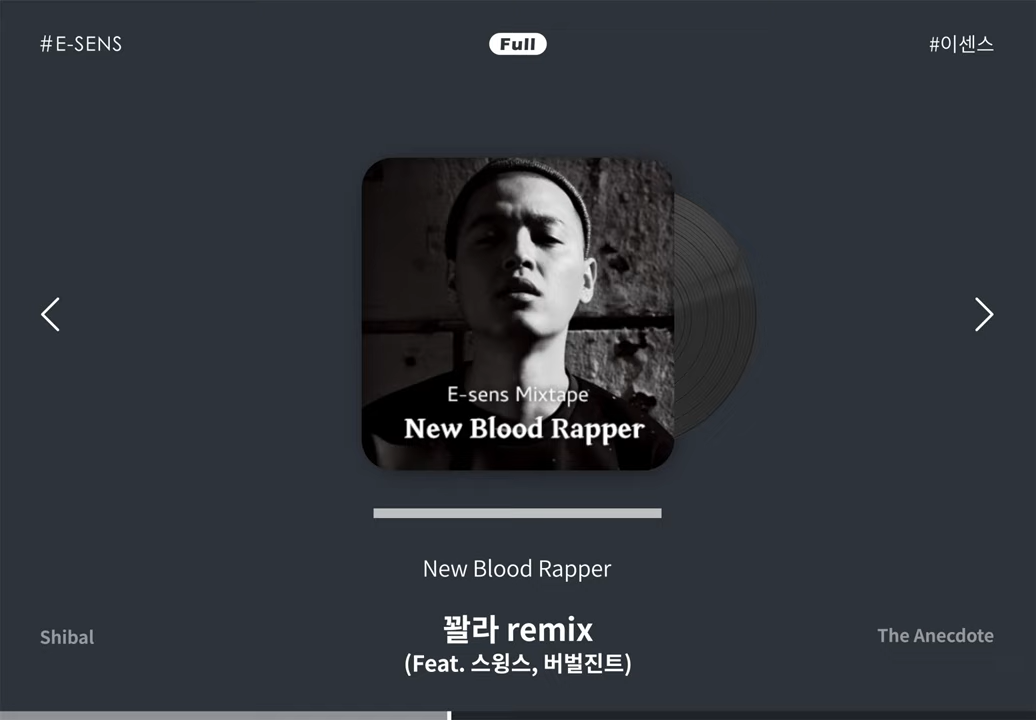 #E-SENS
Full
#이센스
E-sens Mixtape
New Blood Rapper
New Blood Rapper
Shibal
꽐라 remix
The Anecdote
(Feat. 스윙스, 버벌진트)